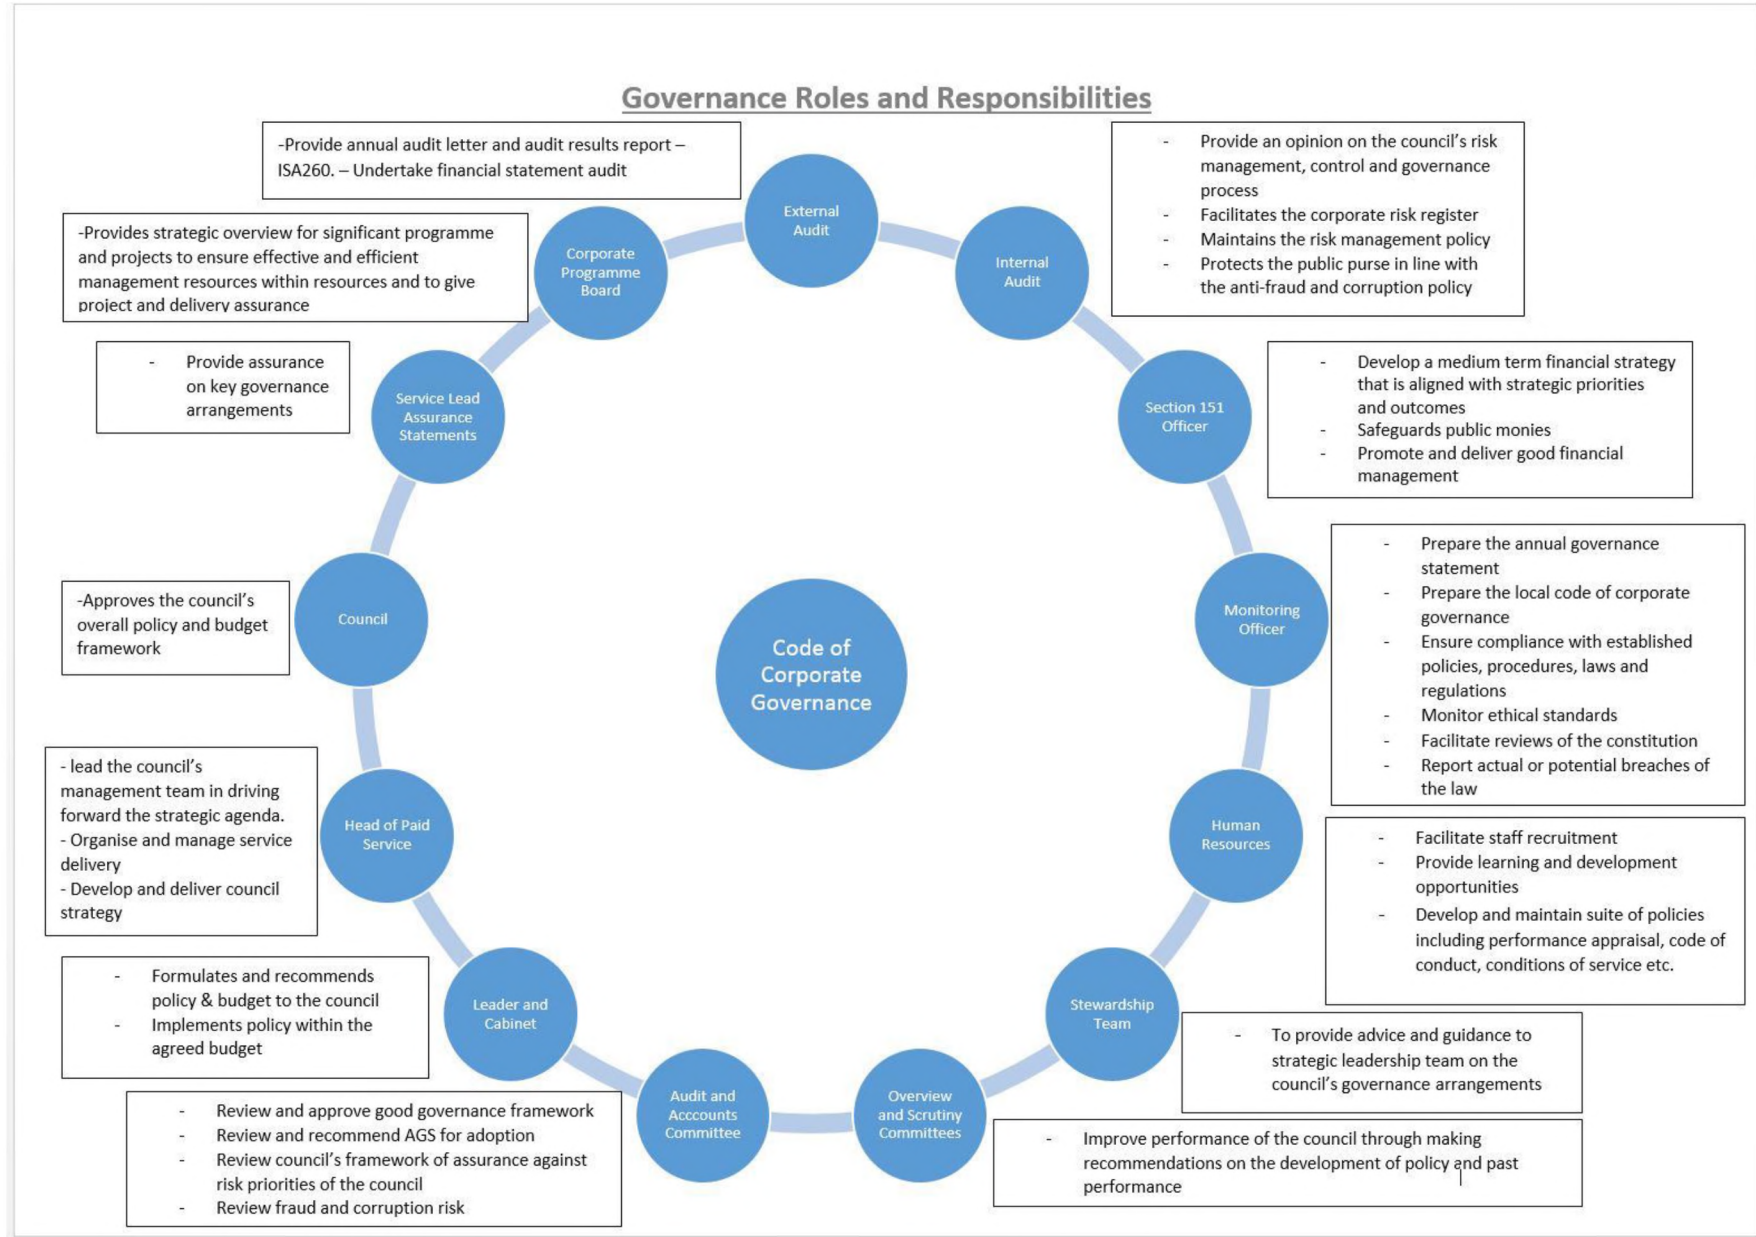 Governance Roles and Responsibilities
-Provide annual audit letter and audit results report –
ISA260. – Undertake financial statement audit
External
Audit
- Provide an opinion on the council’s risk
management, control and governance
process
- Facilitates the corporate risk register
- Maintains the risk management policy
- Protects the public purse in line with
the anti-fraud and corruption policy
Internal
Audit
- Develop a medium term financial strategy
that is aligned with strategic priorities
and outcomes
- Safeguards public monies
- Promote and deliver good financial
management
Section 151
Officer
- Prepare the annual governance
statement
- Prepare the local code of corporate
governance
- Ensure compliance with established
policies, procedures, laws and
regulations
- Monitor ethical standards
- Facilitate reviews of the constitution
- Report actual or potential breaches of
the law
Monitoring
Officer
- Facilitate staff recruitment
- Provide learning and development
opportunities
- Develop and maintain suite of policies
including performance appraisal, code of
conduct, conditions of service etc.
Human
Resources
- To provide advice and guidance to
strategic leadership team on the
council’s governance arrangements
Stewardship
Team
- Improve performance of the council through making
recommendations on the development of policy and past
performance
Overview
and Scrutiny
Committees
Audit and
Acccounts
Committee
- Review and approve good governance framework
- Review and recommend AGS for adoption
- Review council’s framework of assurance against
risk priorities of the council
- Review fraud and corruption risk
Leader and
Cabinet
- Formulates and recommends
policy & budget to the council
- Implements policy within the
agreed budget
Head of Paid
Service
- lead the council’s
management team in driving
forward the strategic agenda.
- Organise and manage service
delivery
- Develop and deliver council
strategy
Council
-Approves the council’s
overall policy and budget
framework
Service Lead
Assurance
Statements
- Provide assurance
on key governance
arrangements
Corporate
Programme
Board
-Provides strategic overview for significant programme
and projects to ensure effective and efficient
management resources within resources and to give
project and delivery assurance
Code of
Corporate
Governance